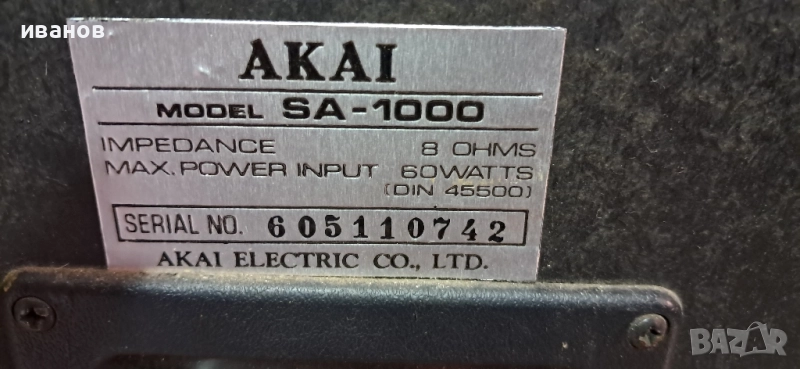 иванов
AKAI
MODEL SA-1000
IMPEDANCE 8 OHMS
MAX. POWER INPUT 60WATTS
(DIN 45500)
SERIAL NO. 605110742
AKAI ELECTRIC CO., LTD.
BAZAR